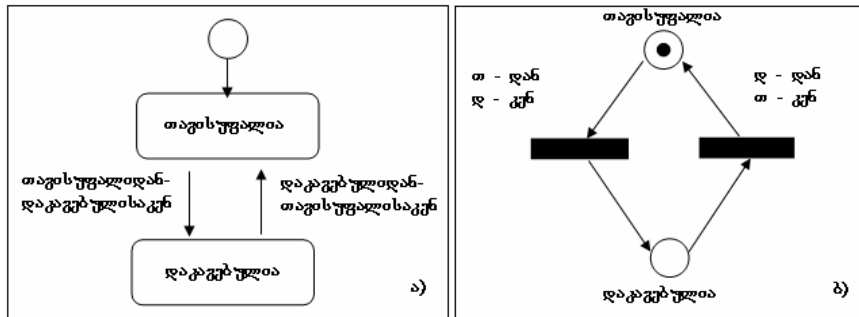 თავისუფალია
თავისუფალიდან-
დაკავებულისაკენ
დაკავებულიდან-
თავისუფალისაკენ
დაკავებულია
ა)
თავისუფალია
თ - დან
დ - კენ
დ - დან
თ - კენ
დაკავებულია
ბ)